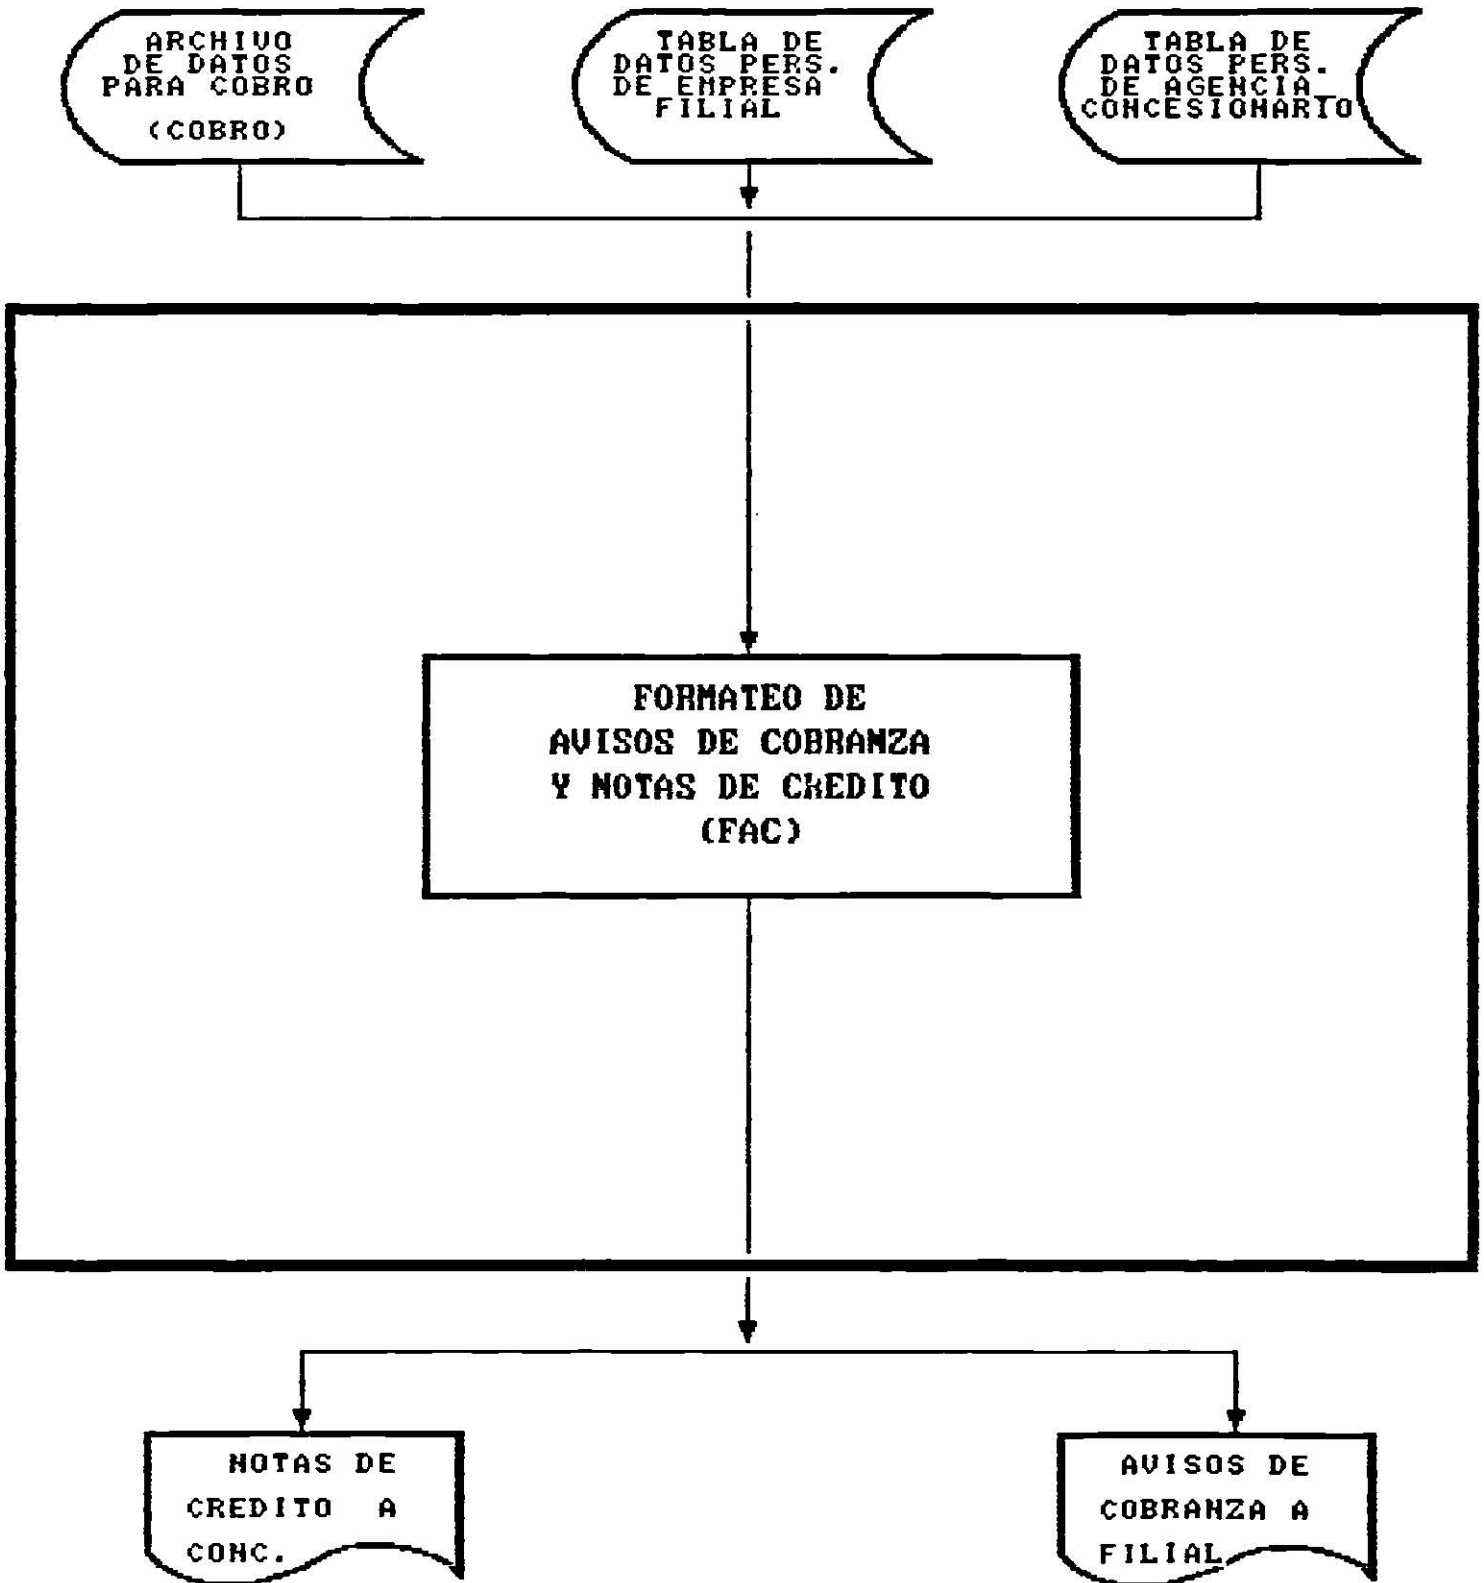 ARCHIVO
DE DATOS
PARA COBRO
(COBRO)
TABLA DE
DATOS PERS.
DE EMPRESA
FILIAL
TABLA DE
DATOS PERS.
DE AGENCIA_
CONCESIONARIO
FORMATEO DE
AVISOS DE COBRANZA
Y NOTAS DE CREDITO
(FAC)
NOTAS DE
CREDITO A
CONC.
AVISOS DE
COBRANZA A
FILIAL